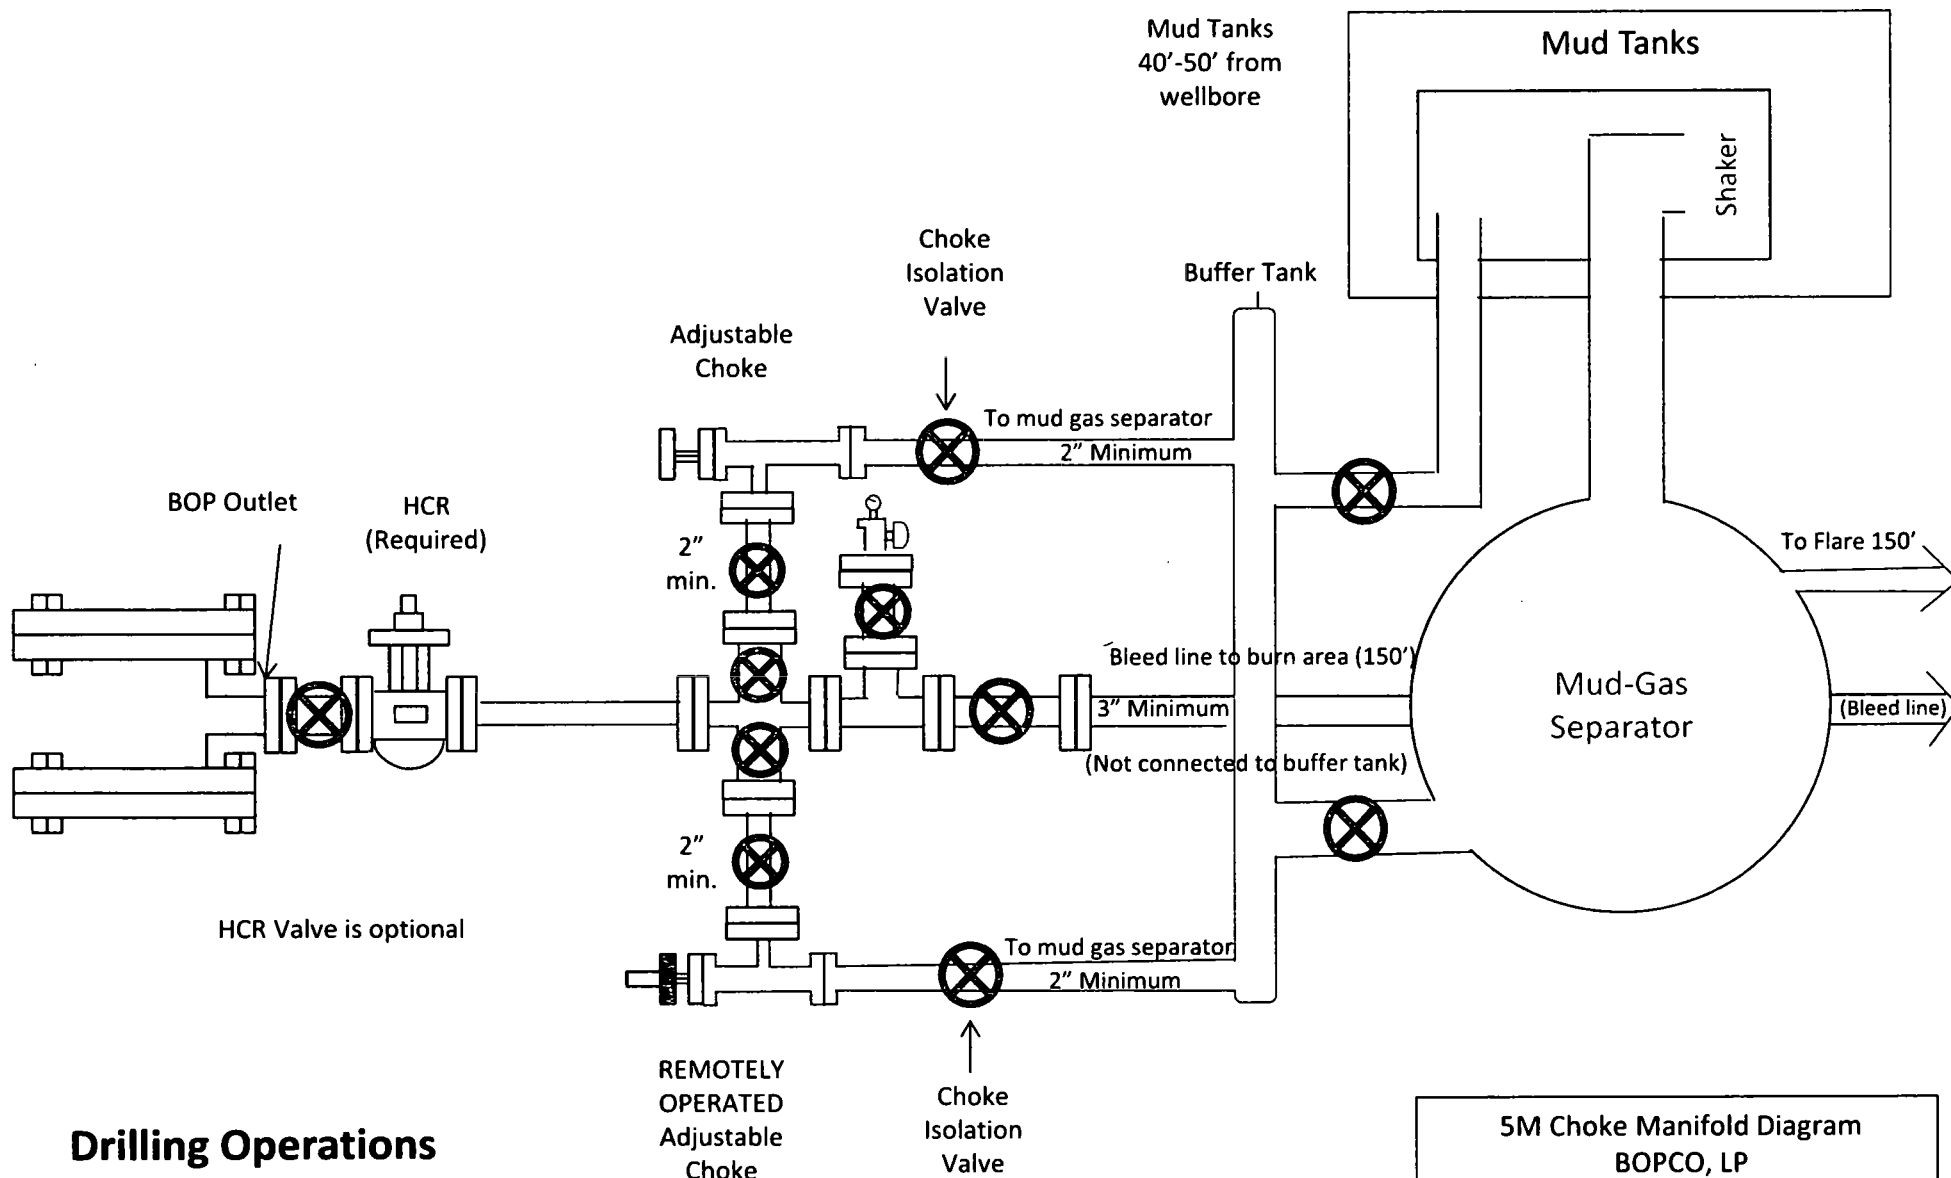 Mud Tanks
40'-50' from
wellbore
Mud Tanks
Shaker
Choke
Isolation
Valve
Buffer Tank
Adjustable
Choke
To mud gas separator
2" Minimum
BOP Outlet
HCR
(Required)
2"
min.
To Flare 150'
Bleed line to burn area (150')
3" Minimum
(Not connected to buffer tank)
Mud-Gas
Separator
(Bleed line)
2"
min.
HCR Valve is optional
To mud gas separator
2" Minimum
REMOTELY
OPERATED
Adjustable
Choke
Choke
Isolation
Valve
Drilling Operations
5M Choke Manifold Diagram
BOPCO, LP